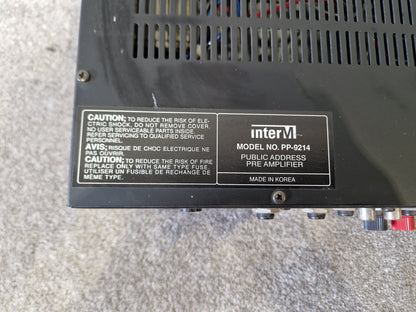 CAUTION; TO REDUCE THE RISK OF ELE-
CTRIC SHOCK, DO NOT REMOVE COVER.
NO USER SERVICEABLE PARTS INSIDE.
REFER SERVICING TO QUALIFIED SERVICE
PERSONNEL.
AVIS; RISQUE DE CHOC ELECTRIQUE NE
PAS OUVRIR.
CAUTION; TO REDUCE THE RISK OF FIRE
REPLACE ONLY WITH SAME TYPE FUSE.
UTILISER UN FUSIBLE DE RECHANGE DE
MÊME TYPE.
interM
MODEL NO. PP-9214
PUBLIC ADDRESS
PRE AMPLIFIER
MADE IN KOREA